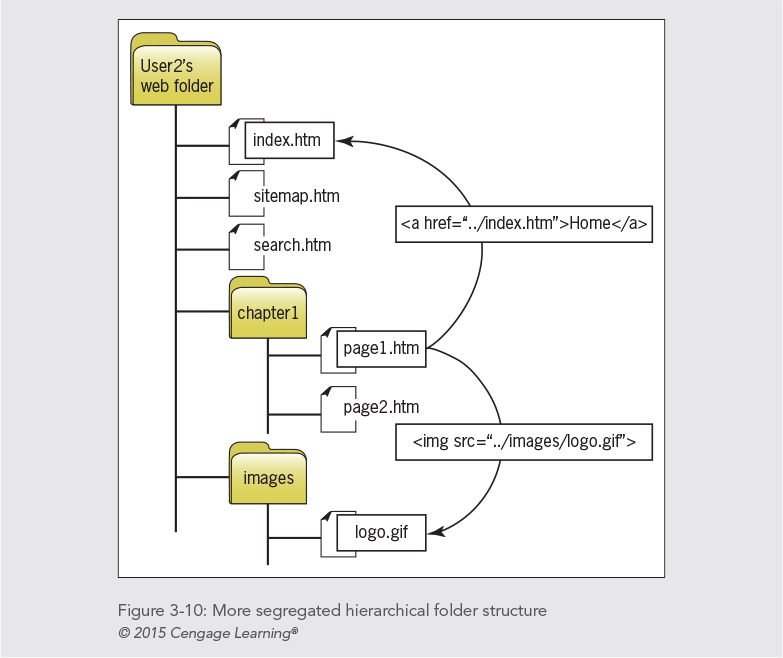 User2's
web folder
index.htm
sitemap.htm
<a href=“../index.htm”>Home</a>
search.htm
chapter1
page1.htm
page2.htm
<img src=“../images/logo.gif”>
images
logo.gif
Figure 3-10: More segregated hierarchical folder structure
© 2015 Cengage Learning®